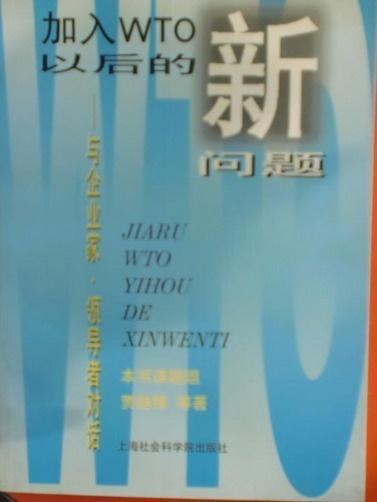 加入WTO
以后的
新
问题
——与企业家·领导者对话
JIARU
WTO
YIHOU
DE
XINWENTI
本书课题组
等著
上海社会科学院出版社
WTO